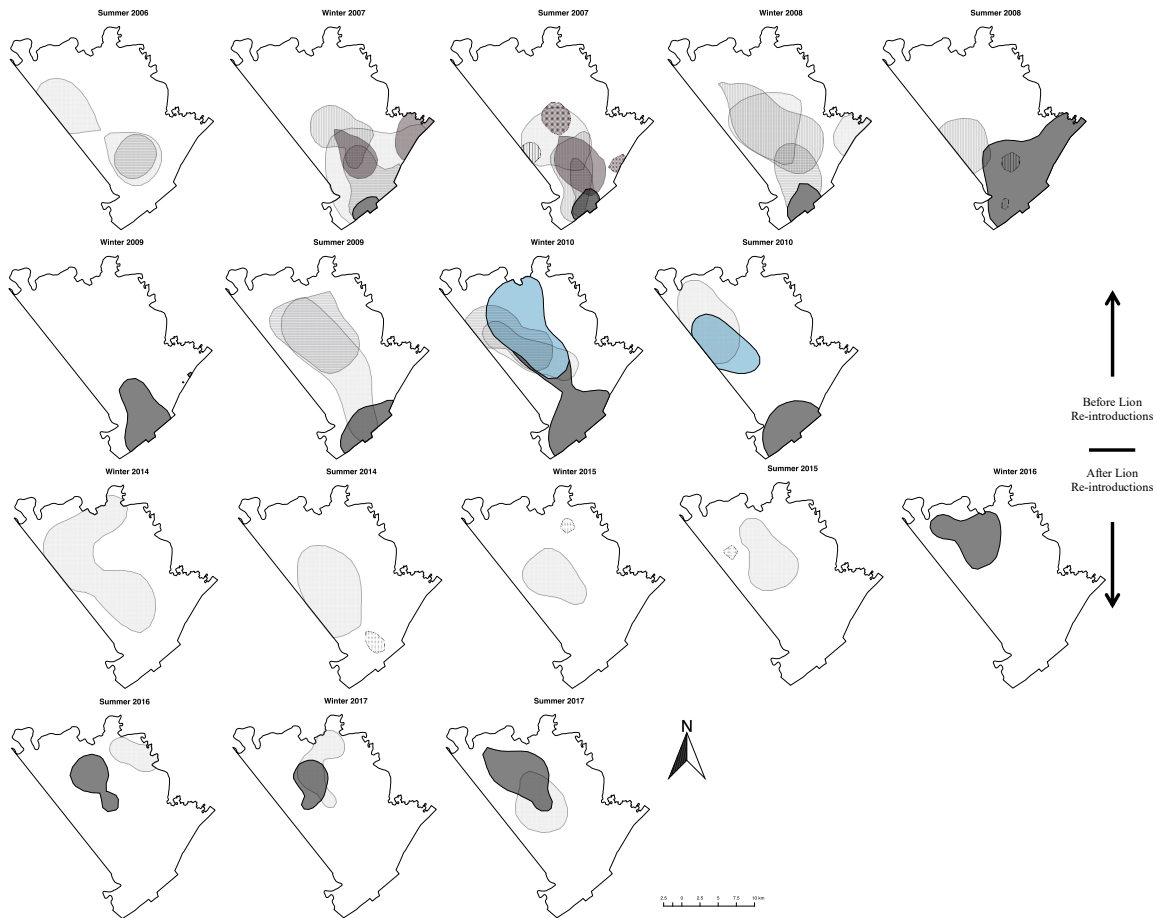 Summer 2006
Winter 2007
Summer 2007
Winter 2008
Summer 2008
Winter 2009
Summer 2009
Winter 2010
Summer 2010
Before Lion
Re-introductions
After Lion
Re-introductions
Winter 2014
Summer 2014
Winter 2015
Summer 2015
Winter 2016
Summer 2016
Winter 2017
Summer 2017
N
2.5 0 2.5 5 7.5 10 km